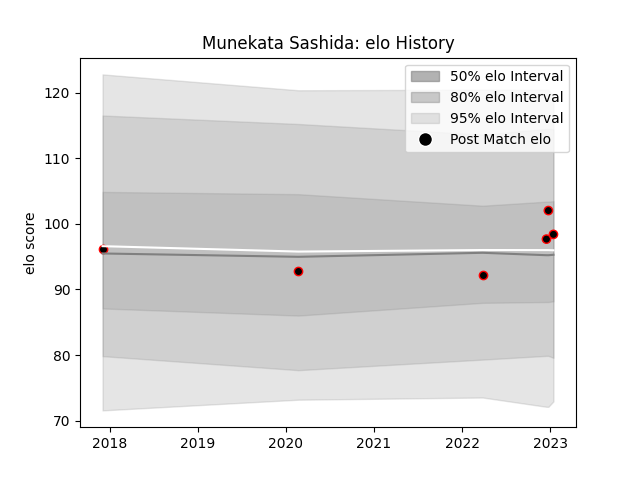 Munekata Sashida: elo History
50% elo Interval
80% elo Interval
95% elo Interval
Post Match elo
elo score
120
110
100
90
80
70
2018 2019 2020 2021 2022 2023